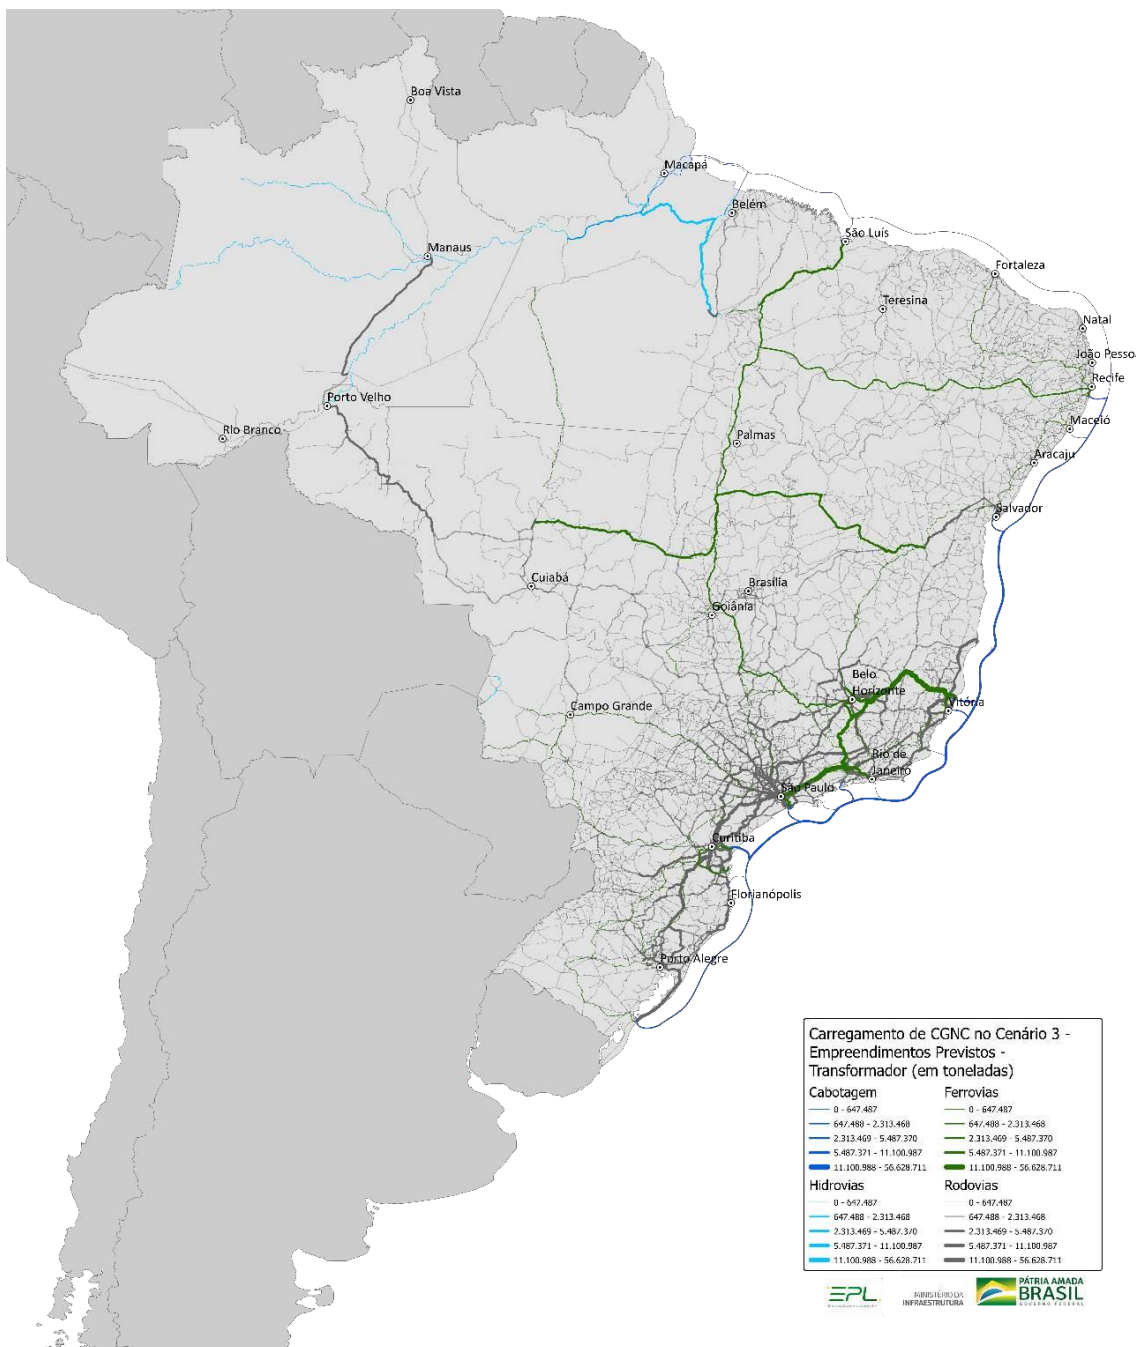 Boa Vista
Macapá
Belém
São Luís
Manaus
Fortaleza
Teresina
Natal
João Pesso
Recife
Porto Velho
Maceió
Rio Branco
Palmas
Aracaju
Salvador
Cuiabá
Brasília
Goiânia
Belo
Horizonte
Campo Grande
Vitória
Rio de
Janeiro
São Paulo
Curitiba
Florianópolis
Porto Alegre
Carregamento de CGNC no Cenário 3 -
Empreendimentos Previstos -
Transformador (em toneladas)
Cabotagem
0 - 647.487
647.488 - 2.313.468
2.313.469 - 5.487.370
5.487.371 - 11.100.987
11.100.988 - 56.628.711
Ferrovias
0 - 647.487
647.488 - 2.313.468
2.313.469 - 5.487.370
5.487.371 - 11.100.987
11.100.988 - 56.628.711
Hidrovias
0 - 647.487
647.488 - 2.313.468
2.313.469 - 5.487.370
5.487.371 - 11.100.987
11.100.988 - 56.628.711
Rodovias
0 - 647.487
647.488 - 2.313.468
2.313.469 - 5.487.370
5.487.371 - 11.100.987
11.100.988 - 56.628.711
EPL
MINISTÉRIO DA
INFRAESTRUTURA
PÁTRIA AMADA
BRASIL
GOVERNO FEDERAL